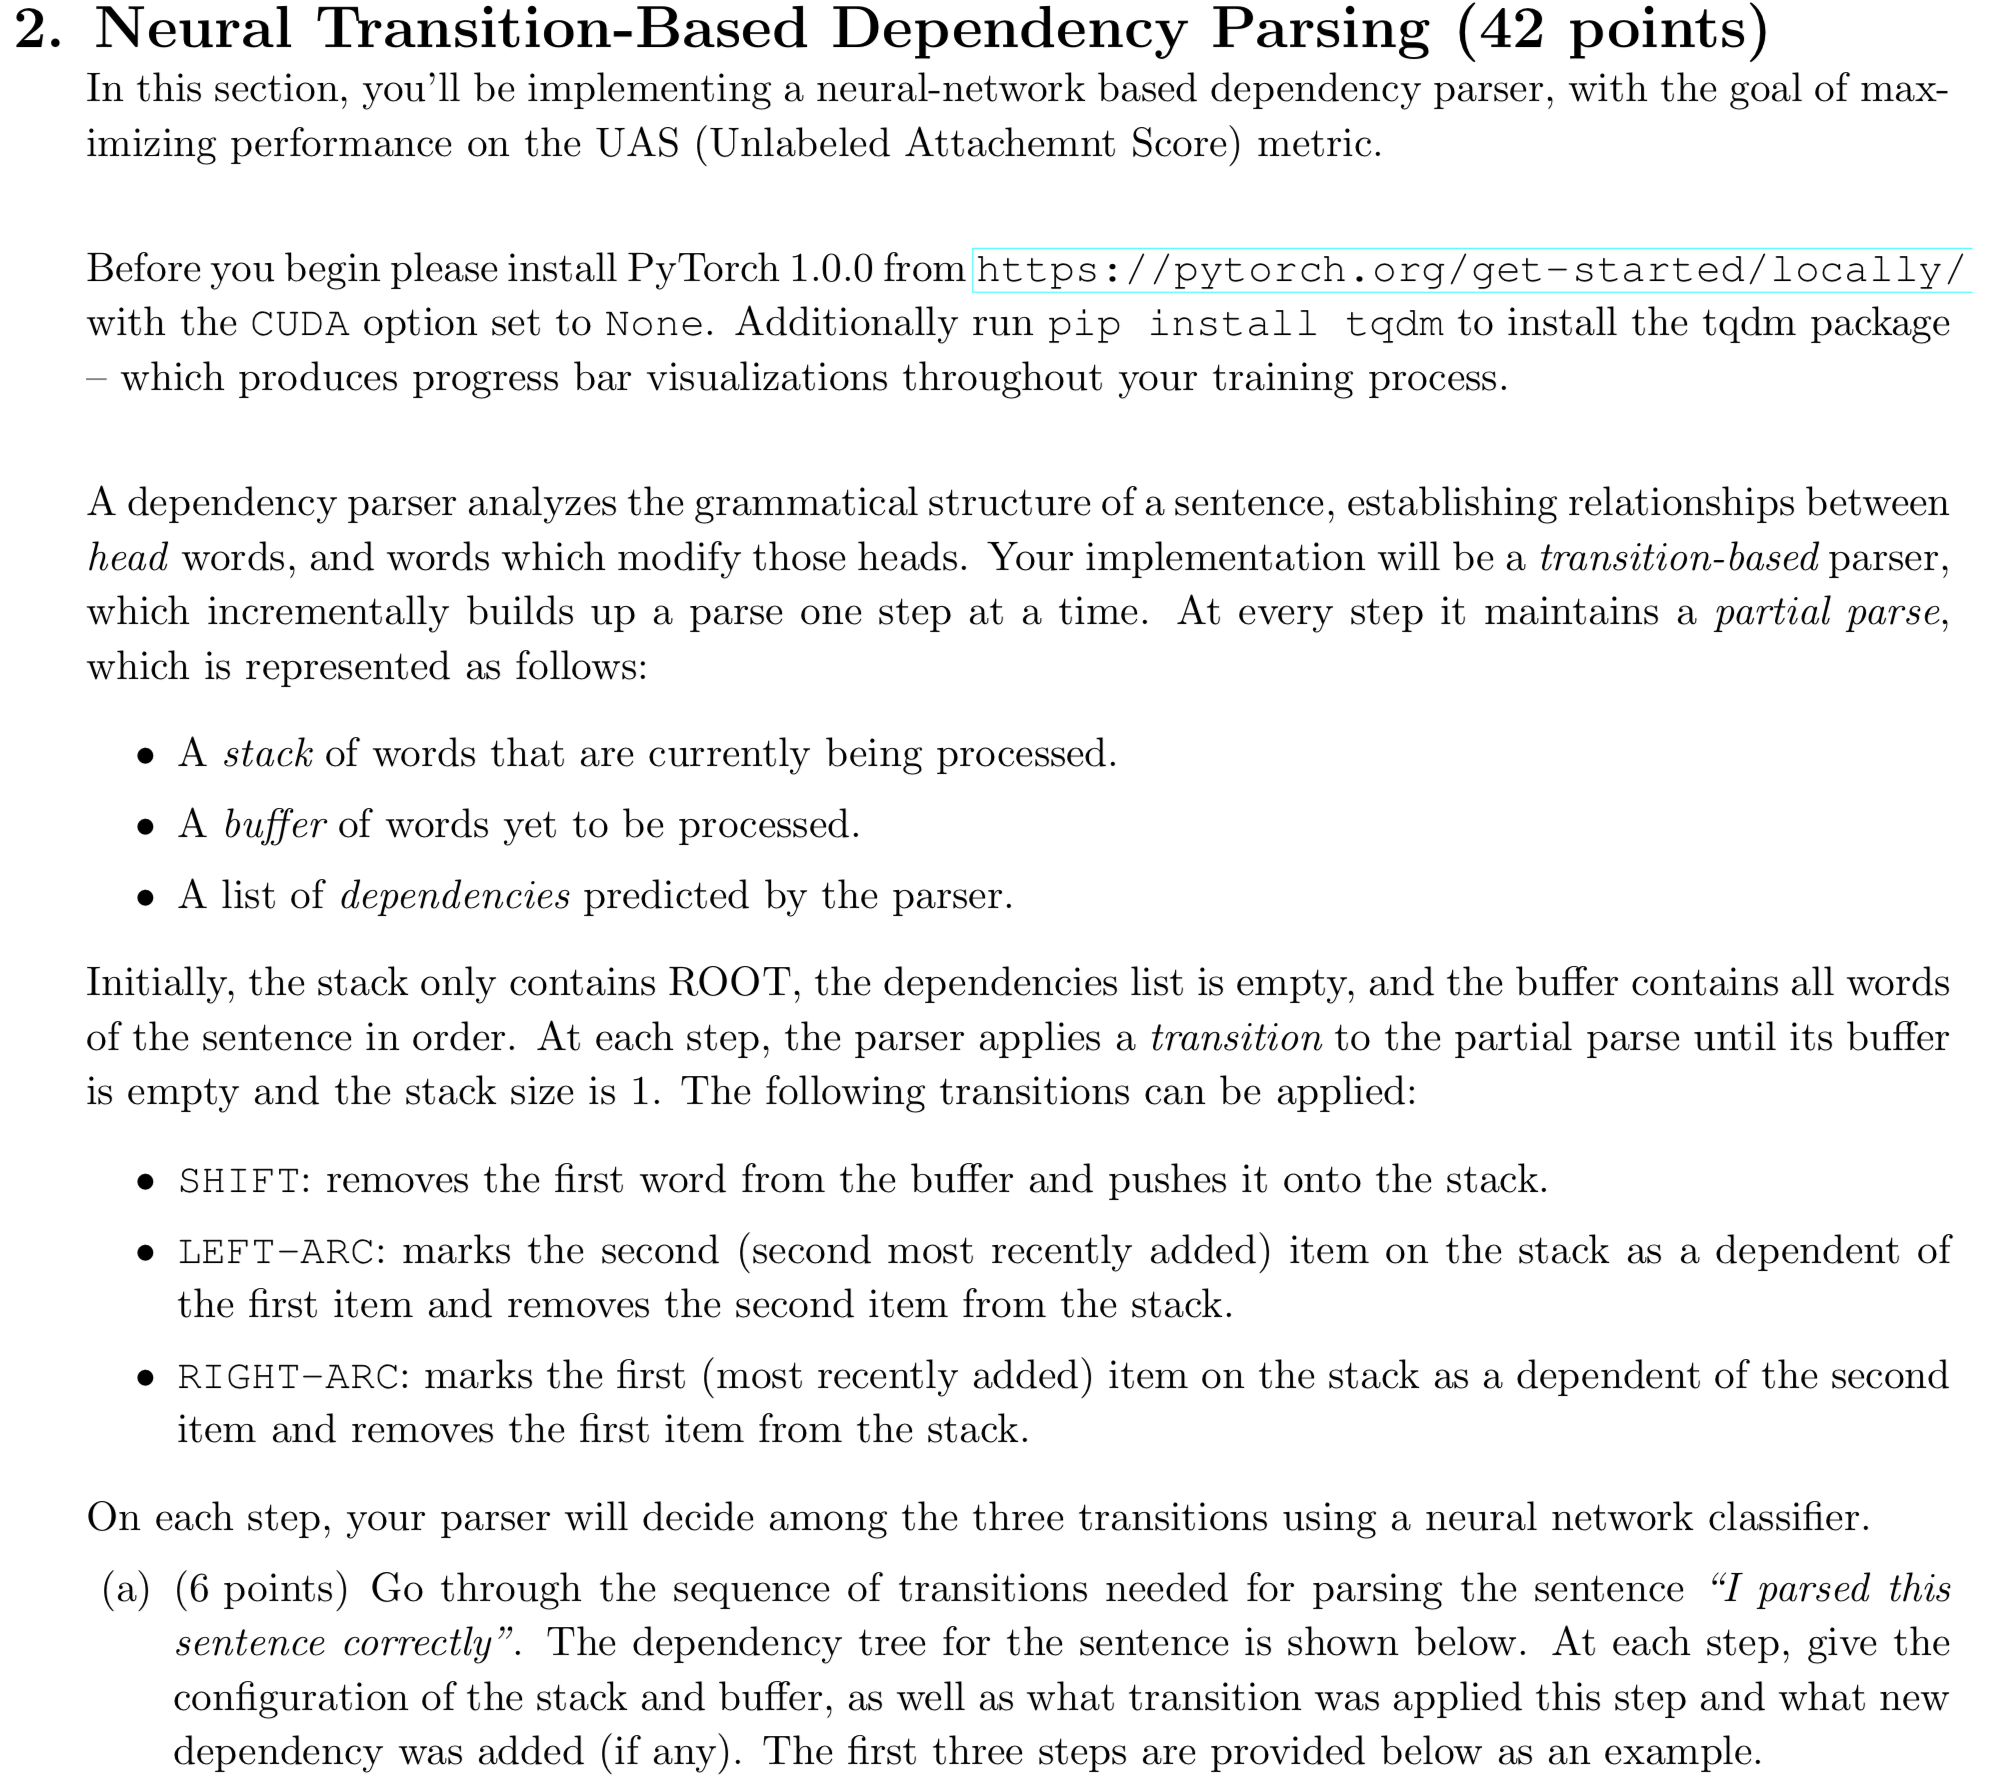 2. Neural Transition-Based Dependency Parsing (42 points)
In this section, you'll be implementing a neural-network based dependency parser, with the goal of max-
imizing performance on the UAS (Unlabeled Attachemnt Score) metric.
Before you begin please install PyTorch 1.0.0 from https://pytorch.org/get-started/locally/
with the CUDA option set to None. Additionally run pip install tqdm to install the tqdm package
– which produces progress bar visualizations throughout your training process.
A dependency parser analyzes the grammatical structure of a sentence, establishing relationships between
head words, and words which modify those heads. Your implementation will be a transition-based parser,
which incrementally builds up a parse one step at a time. At every step it maintains a partial parse,
which is represented as follows:
• A stack of words that are currently being processed.
• A buffer of words yet to be processed.
• A list of dependencies predicted by the parser.
Initially, the stack only contains ROOT, the dependencies list is empty, and the buffer contains all words
of the sentence in order. At each step, the parser applies a transition to the partial parse until its buffer
is empty and the stack size is 1. The following transitions can be applied:
• SHIFT: removes the first word from the buffer and pushes it onto the stack.
• LEFT-ARC: marks the second (second most recently added) item on the stack as a dependent of
the first item and removes the second item from the stack.
• RIGHT-ARC: marks the first (most recently added) item on the stack as a dependent of the second
item and removes the first item from the stack.
On each step, your parser will decide among the three transitions using a neural network classifier.
(a) (6 points) Go through the sequence of transitions needed for parsing the sentence “I parsed this
sentence correctly”. The dependency tree for the sentence is shown below. At each step, give the
configuration of the stack and buffer, as well as what transition was applied this step and what new
dependency was added (if any). The first three steps are provided below as an example.